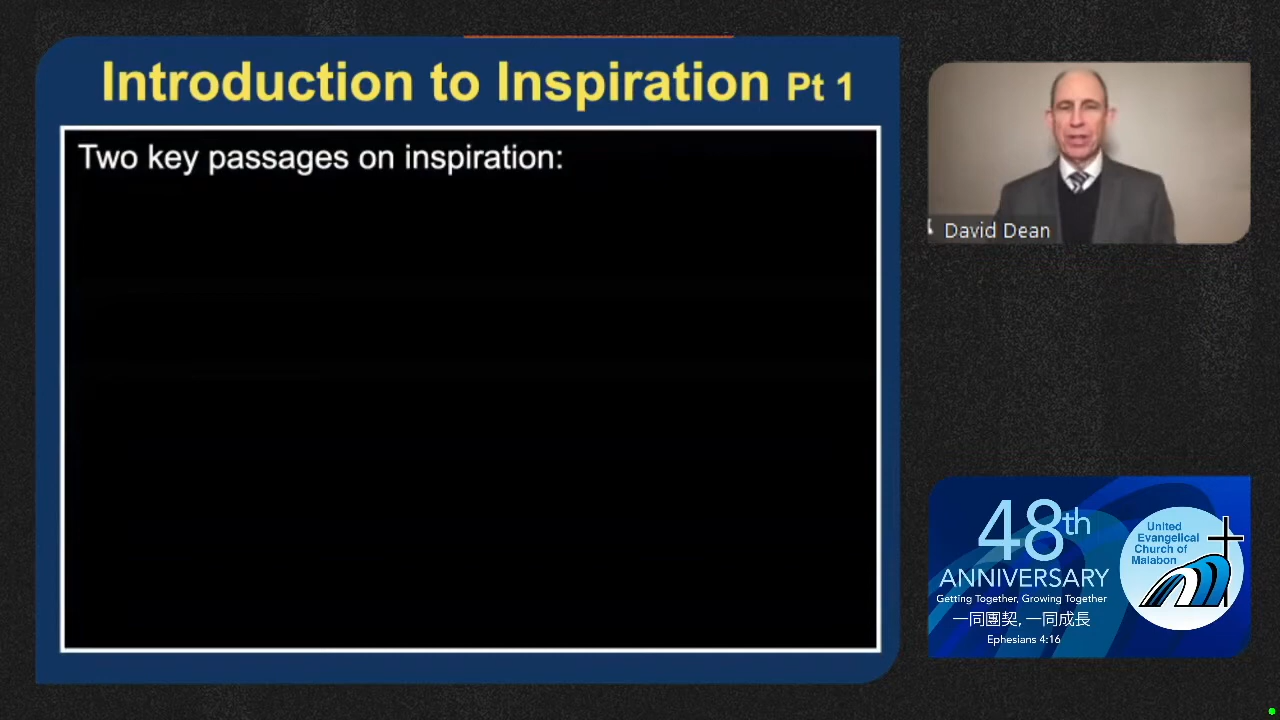 Introduction to Inspiration Pt 1
Two key passages on inspiration:
David Dean
48th
ANNIVERSARY
Getting Together, Growing Together
一同團契, 一同成長
Ephesians 4:16
United
Evangelical
Church of
Malabon